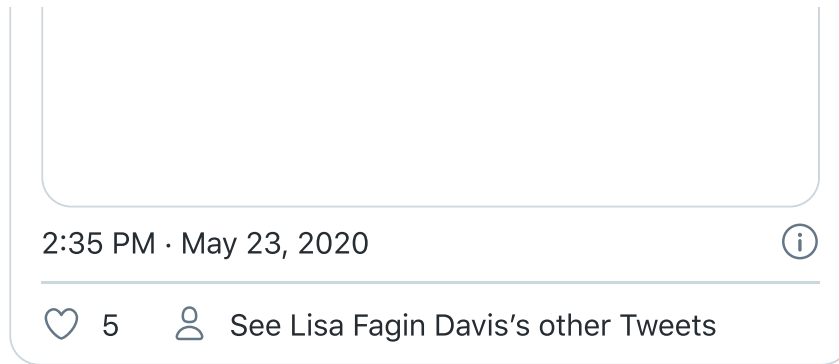 2:35 PM · May 23, 2020
5 See Lisa Fagin Davis’s other Tweets